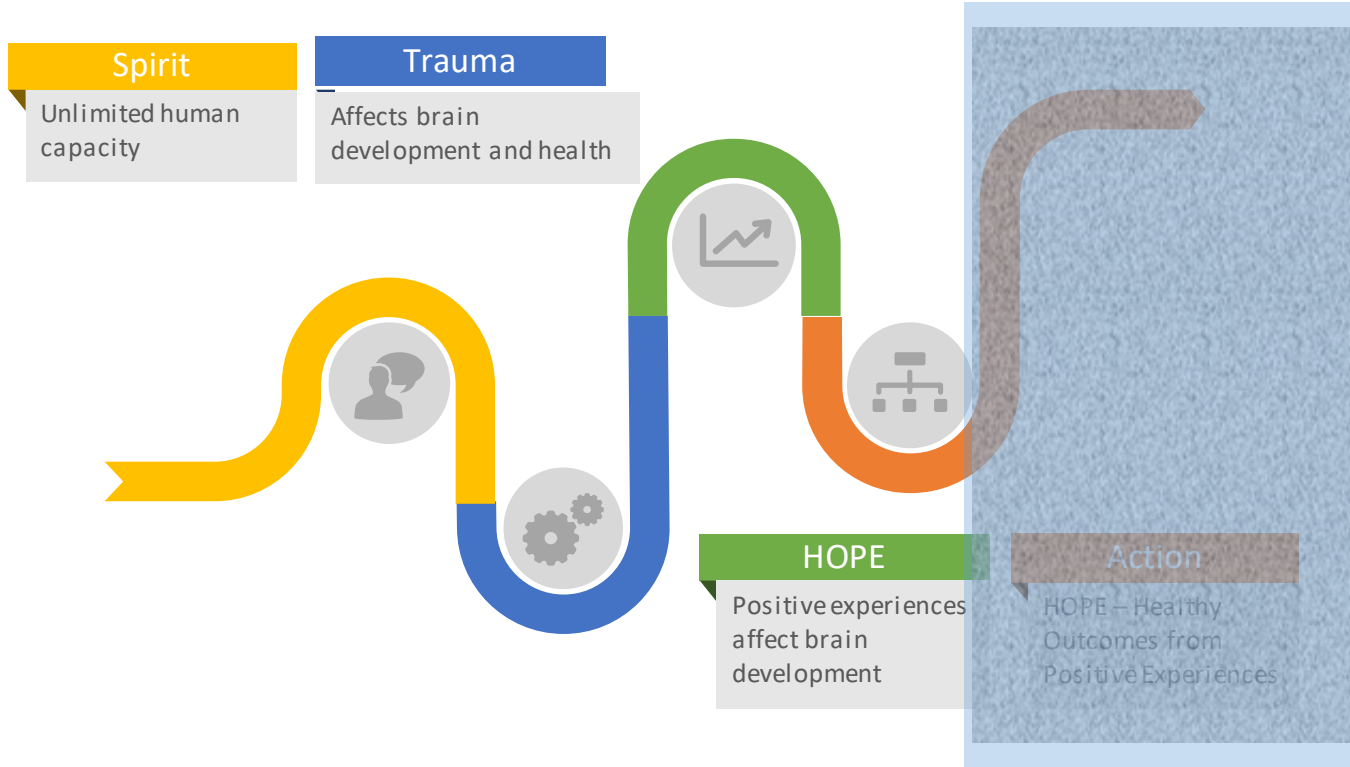 Spirit
Unlimited human
capacity
Trauma
Affects brain
development and health
HOPE
Positive experiences
affect brain
development
Action
HOPE – Healthy
Outcomes from
Positive Experiences